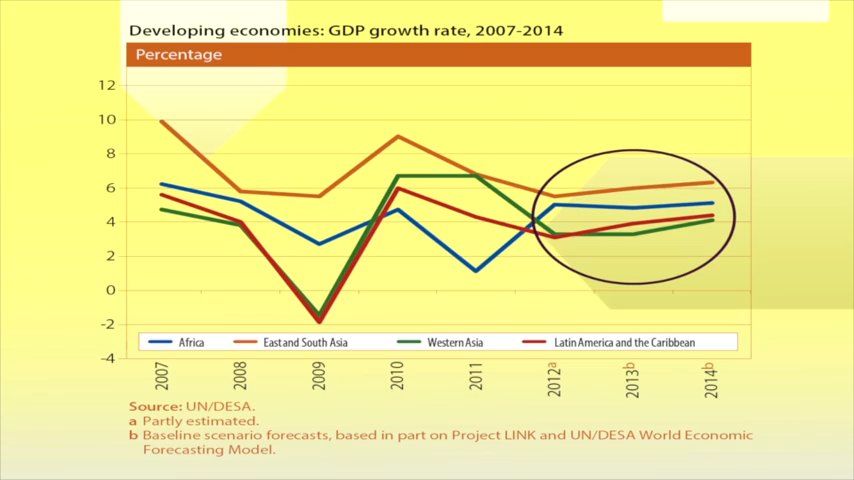 Developing economies: GDP growth rate, 2007-2014
Percentage
12
10
8
6
4
2
0
-2
-4
Africa East and South Asia Western Asia Latin America and the Caribbean
2007 2008 2009 2010 2011 2012a 2013b 2014b
Source: UN/DESA.
a Partly estimated.
b Baseline scenario forecasts, based in part on Project LINK and UN/DESA World Economic
Forecasting Model.